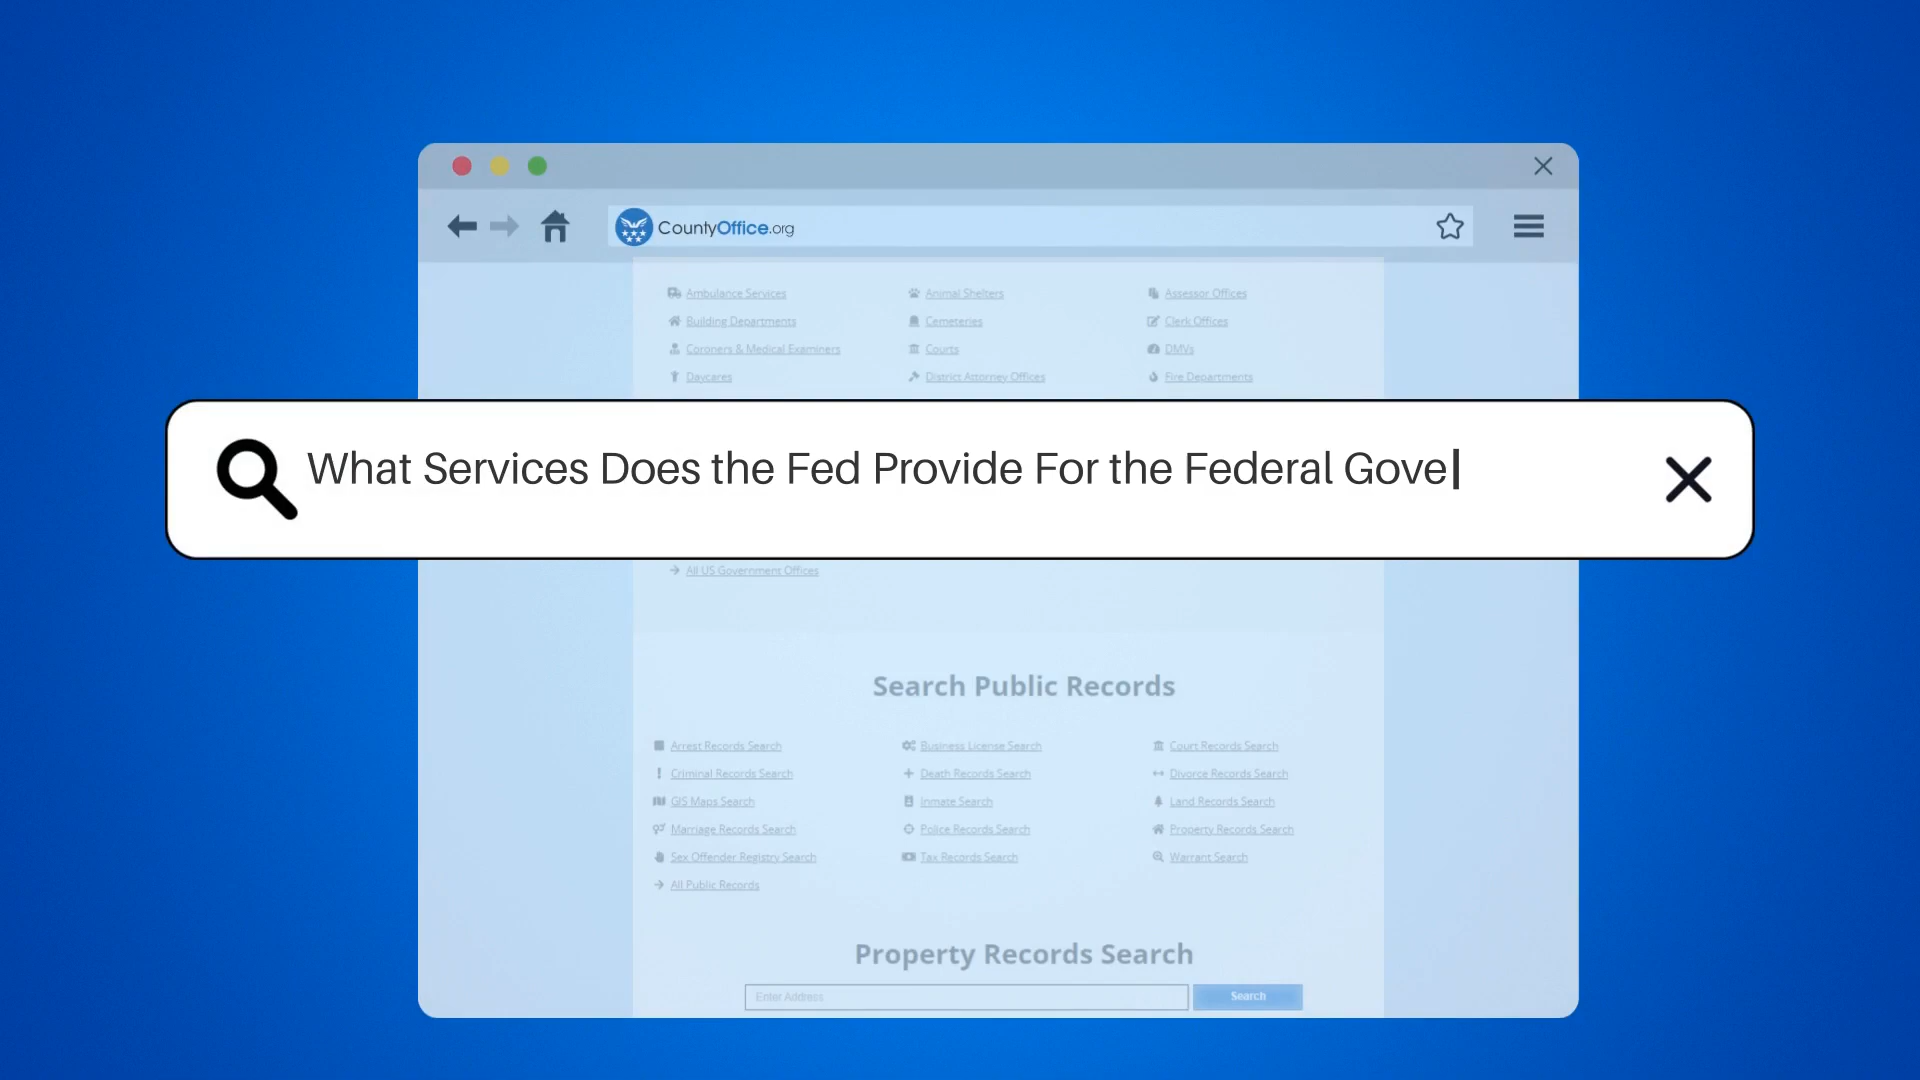 CountyOffice.org
Ambulance Services Animal Shelters Assessor Offices
Building Departments Cemeteries Clerk Offices
Coroners & Medical Examiners Courts DMVs
Daycares District Attorney Offices Fire Departments
What Services Does the Fed Provide For the Federal Gove
All US Government Offices
Search Public Records
Arrest Records Search Business License Search Court Records Search
Criminal Records Search Death Records Search Divorce Records Search
GIS Maps Search Inmate Search Land Records Search
Marriage Records Search Police Records Search Property Records Search
Sex Offender Registry Search Tax Records Search Warrant Search
All Public Records
Property Records Search
Enter Address Search